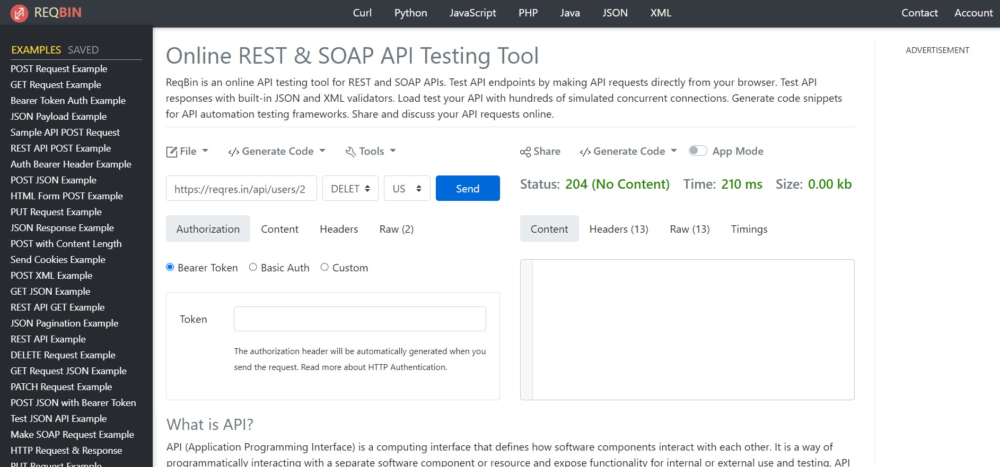 REQBIN
Curl Python JavaScript PHP Java JSON XML
Contact Account
EXAMPLES SAVED
POST Request Example
GET Request Example
Bearer Token Auth Example
JSON Payload Example
Sample API POST Request
REST API POST Example
Auth Bearer Header Example
POST JSON Example
HTML Form POST Example
PUT Request Example
JSON Response Example
POST with Content Length
Send Cookies Example
POST XML Example
GET JSON Example
REST API GET Example
JSON Pagination Example
REST API Example
DELETE Request Example
GET Request JSON Example
PATCH Request Example
POST JSON with Bearer Token
Test JSON API Example
Make SOAP Request Example
HTTP Request & Response
PUT Request Example
Online REST & SOAP API Testing Tool
ReqBin is an online API testing tool for REST and SOAP APIs. Test API endpoints by making API requests directly from your browser. Test API
responses with built-in JSON and XML validators. Load test your API with hundreds of simulated concurrent connections. Generate code snippets
for API automation testing frameworks. Share and discuss your API requests online.
File </> Generate Code Tools
https://reqres.in/api/users/2 DELET US Send
Authorization Content Headers Raw (2)
Bearer Token Basic Auth Custom
Token
The authorization header will be automatically generated when you
send the request. Read more about HTTP Authentication.
Share </> Generate Code App Mode
Status: 204 (No Content) Time: 210 ms Size: 0.00 kb
Content Headers (13) Raw (13) Timings
What is API?
API (Application Programming Interface) is a computing interface that defines how software components interact with each other. It is a way of
programmatically interacting with a separate software component or resource and expose functionality for internal or external use and testing. API
ADVERTISEMENT